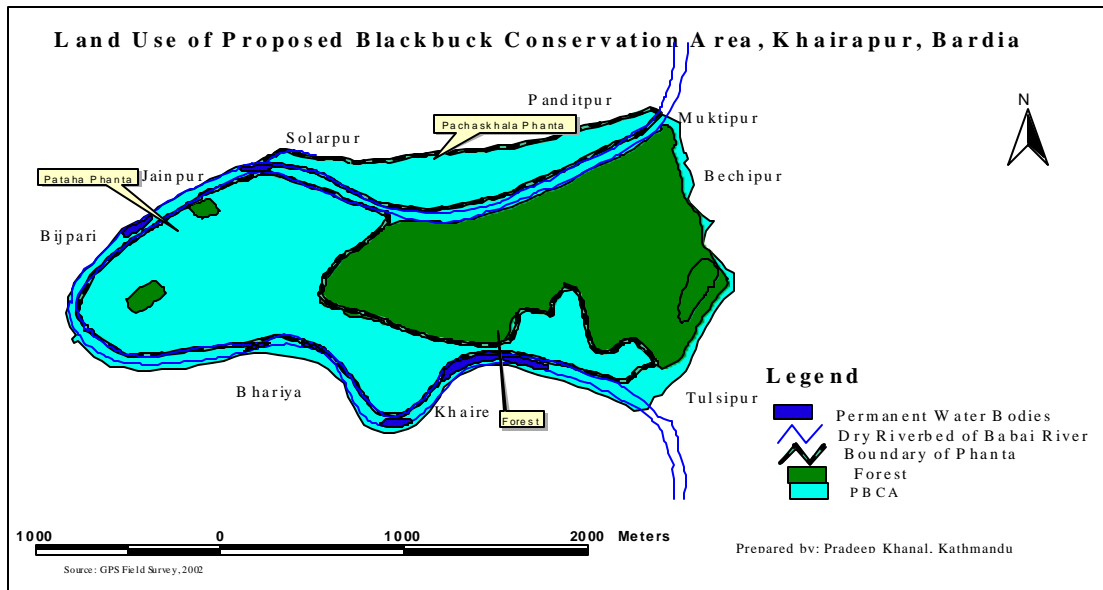 Land Use of Proposed Blackbuck Conservation Area, Khairapur, Bardia
N
Panditpur
Muktipur
Pachaskhala Phanta
Solarpur
Pataha Phanta
Jainpur
Bechipur
Bijpari
Bhariya
Khaire
Forest
Tulsipur
Legend
Permanent Water Bodies
Dry Riverbed of Babai River
Boundary of Phanta
Forest
PBCA
1000 0 1000 2000 Meters
Source: GPS Field Survey, 2002
Prepared by: Pradeep Khanal, Kathmandu